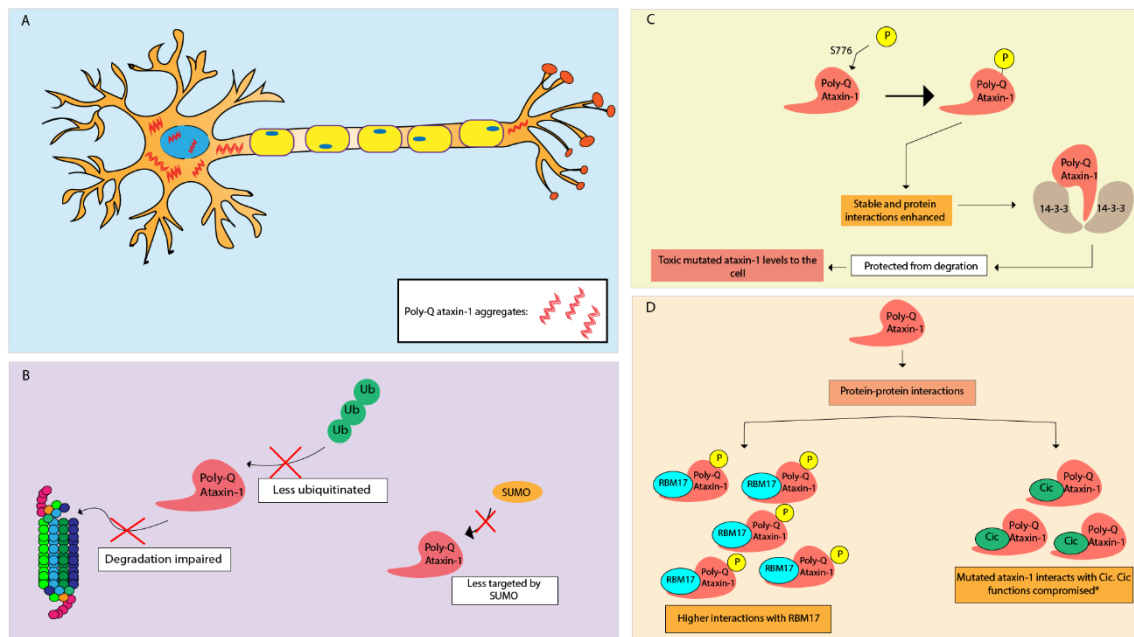 A
Poly-Q ataxin-1 aggregates:
B
Ub
Ub
Ub
Poly-Q
Ataxin-1
Less ubiquitinated
Degradation impaired
SUMO
Poly-Q
Ataxin-1
Less targeted by
SUMO
C
S776
P
Poly-Q
Ataxin-1
P
Poly-Q
Ataxin-1
Stable and protein
interactions enhanced
Poly-Q
Ataxin-1
14-3-3
14-3-3
Toxic mutated ataxin-1 levels to the
cell
Protected from degration
D
Poly-Q
Ataxin-1
Protein-protein interactions
P
RBM17
Poly-Q
Ataxin-1
P
RBM17
Poly-Q
Ataxin-1
P
RBM17
Poly-Q
Ataxin-1
P
RBM17
Poly-Q
Ataxin-1
P
RBM17
Poly-Q
Ataxin-1
Higher interactions with RBM17
Cic
Poly-Q
Ataxin-1
Cic
Poly-Q
Ataxin-1
Cic
Poly-Q
Ataxin-1
Mutated ataxin-1 interacts with Cic. Cic
functions compromised*